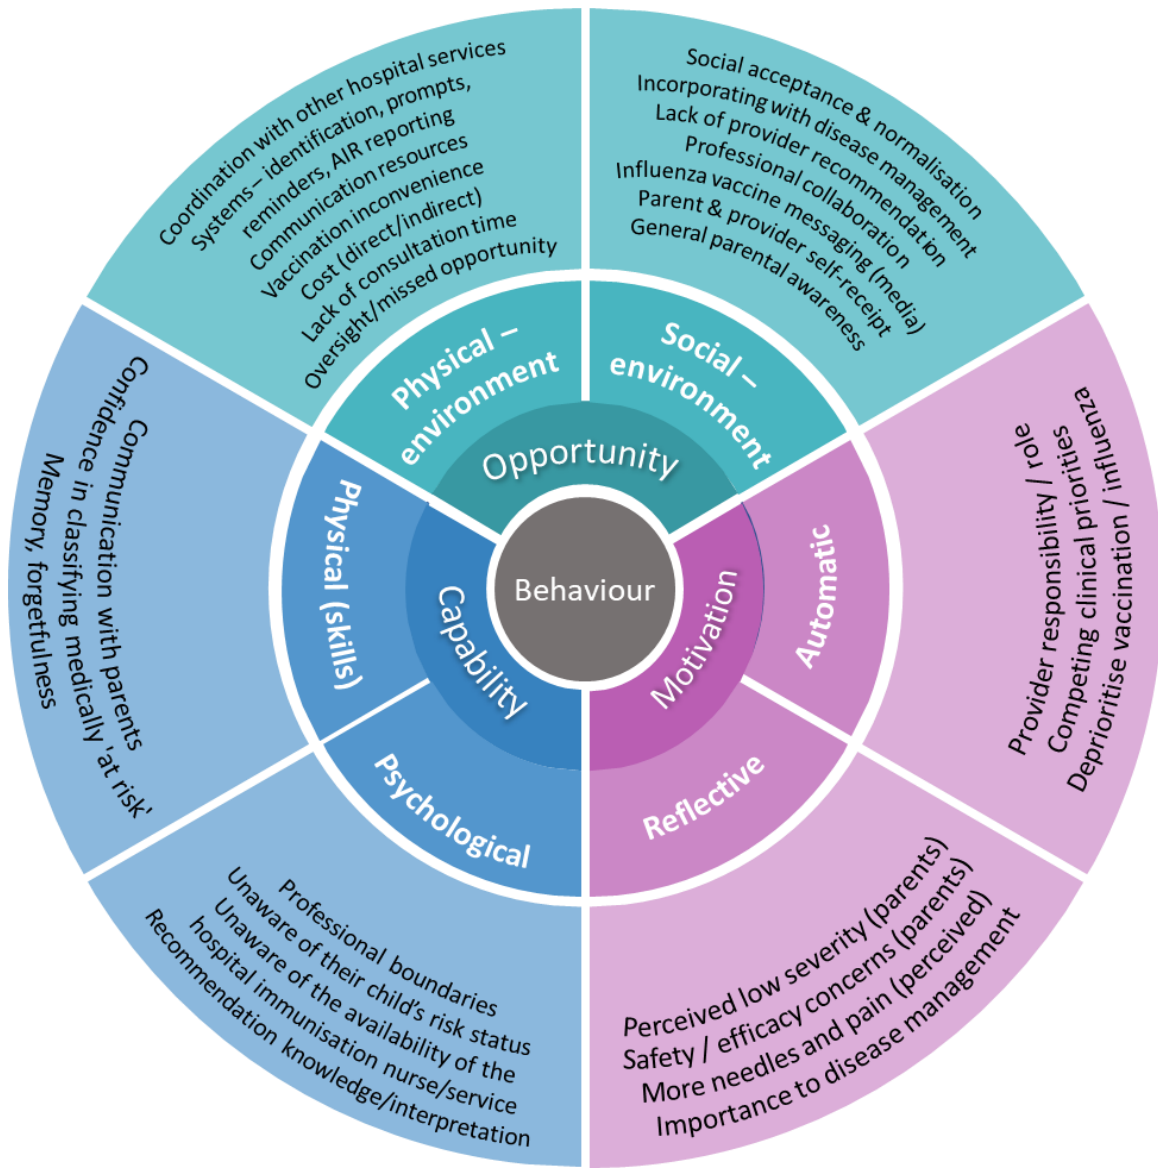 Coordination with other hospital services
Systems – identification, prompts,
reminders, AIR reporting
Communication resources
Vaccination inconvenience
Cost (direct/indirect)
Lack of consultation time
Oversight/missed opportunity
Social acceptance & normalisation
Incorporating with disease management
Lack of provider recommendation
Professional collaboration
Influenza vaccine messaging (media)
Parent & provider self-receipt
General parental awareness
Physical –
environment
Social –
environment
Opportunity
Behaviour
Capability
Motivation
Physical (skills)
Psychological
Automatic
Reflective
Communication with parents
Confidence in classifying medically 'at risk'
Memory, forgetfulness
Provider responsibility / role
Competing clinical priorities
Deprioritise vaccination / influenza
Professional boundaries
Unaware of their child's risk status
Unaware of the availability of the
hospital immunisation nurse/service
Recommendation knowledge/interpretation
Perceived low severity (parents)
Safety / efficacy concerns (parents)
More needles and pain (perceived)
Importance to disease management